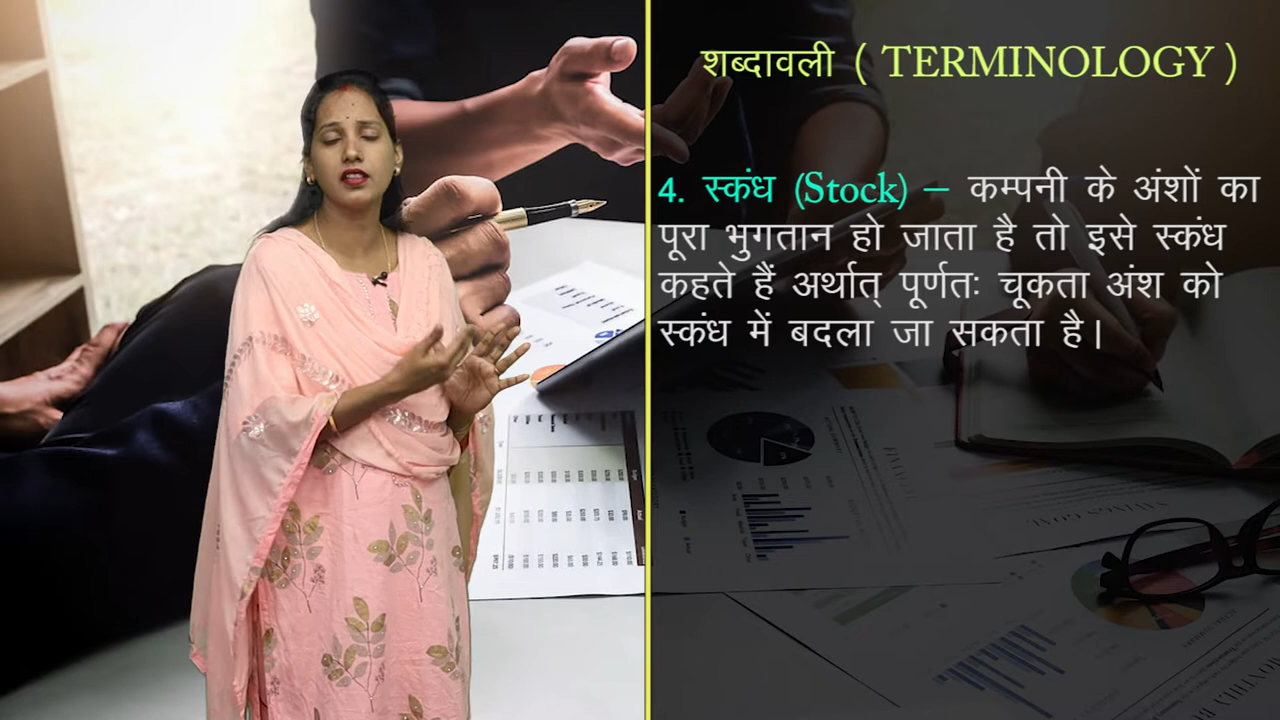 शब्दावली ( TERMINOLOGY )
4. स्कंध (Stock) – कम्पनी के अंशों का
पूरा भुगतान हो जाता है तो इसे स्कंध
कहते हैं अर्थात् पूर्णतः चूकता अंश को
स्कंध में बदला जा सकता है।